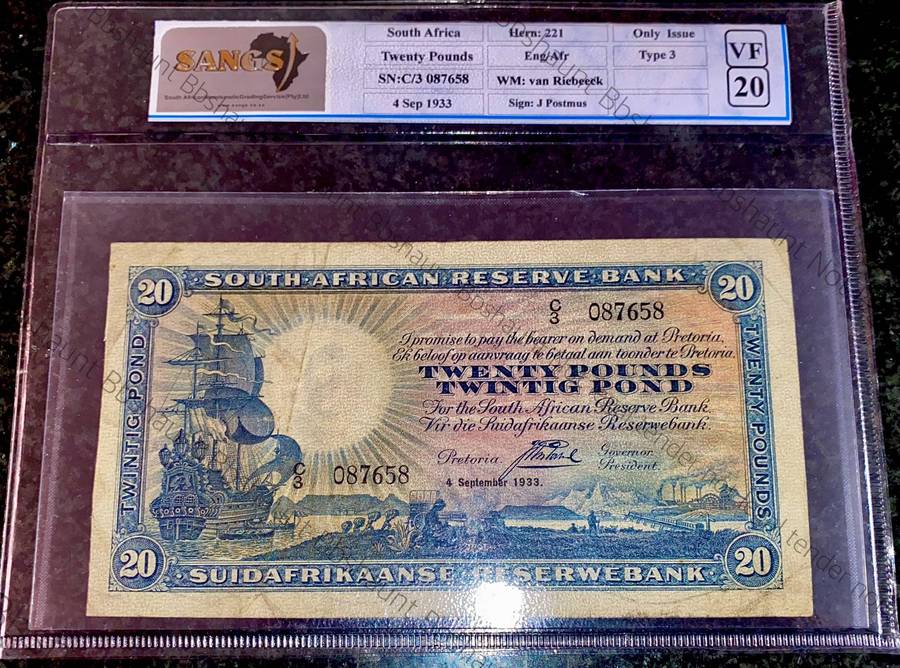 South Africa
Hern: 221
Only Issue
SANGS
Twenty Pounds
Eng/Afr
Type 3
VF
SN:C/3 087658
WM: van Riebeeck
20
4 Sep 1933
Sign: J Postmus
www.sangs.co.za
20 SOUTH·AFRICAN RESERVE·BANK 20
C/3 087658
I promise to pay the bearer on demand at Pretoria.
Ek beloof op aanvraag te betaal aan toonder te Pretoria.
TWENTY POUNDS
TWINTIG POND
For the South African Reserve Bank.
Vir die Suidafrikaanse Reserwebank.
Pretoria. Governor.
President.
C/3 087658
4 September 1933.
TWINTIG POND
TWENTY POUNDS
20 SUIDAFRIKAANSE RESERWEBANK 20